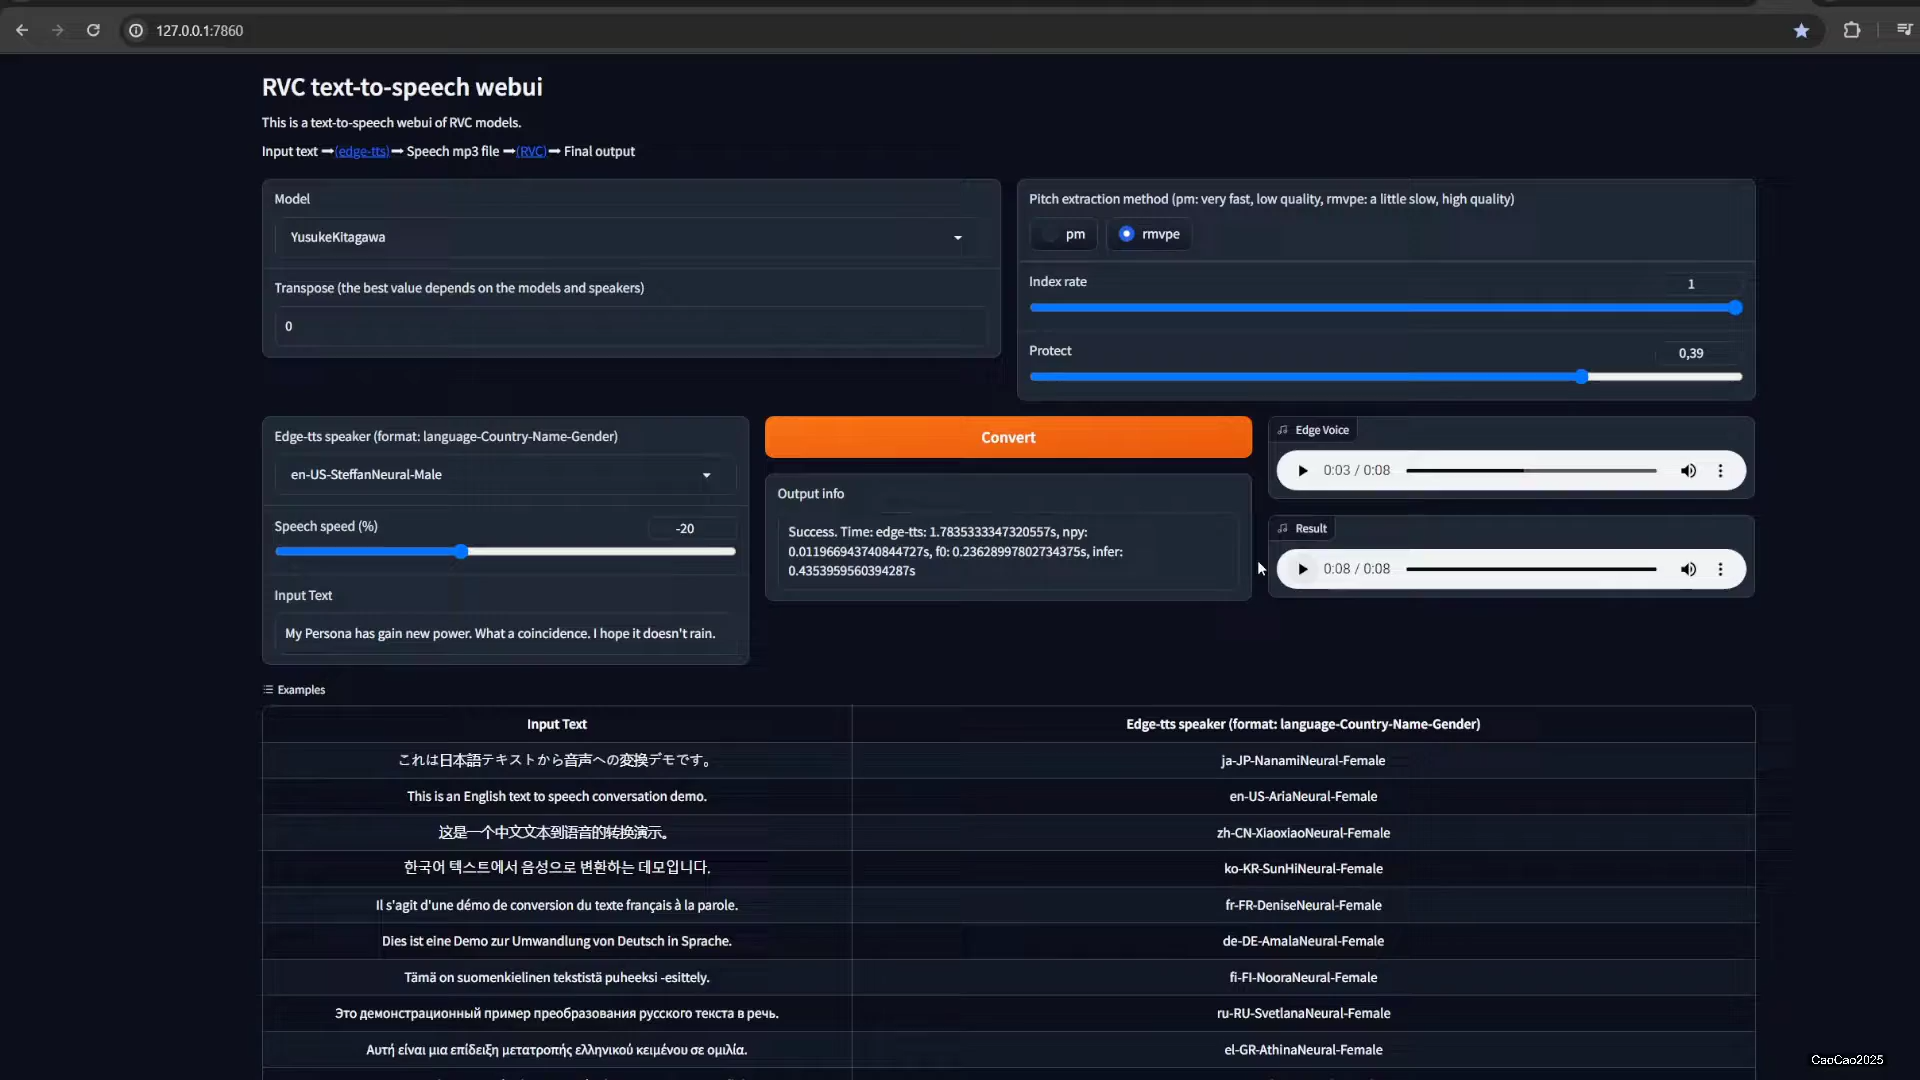 127.0.0.1:7860
RVC text-to-speech webui
This is a text-to-speech webui of RVC models.
Input text ➡(edge-tts)➡ Speech mp3 file ➡(RVC)➡ Final output
Model
YusukeKitagawa
Transpose (the best value depends on the models and speakers)
0
Pitch extraction method (pm: very fast, low quality, rmvpe: a little slow, high quality)
pm
rmvpe
Index rate
1
Protect
0,39
Edge-tts speaker (format: language-Country-Name-Gender)
en-US-SteffanNeural-Male
Speech speed (%)
-20
Input Text
My Persona has gain new power. What a coincidence. I hope it doesn't rain.
Convert
Output info
Success. Time: edge-tts: 1.7835333347320557s, npy:
0.011966943740844727s, f0: 0.23628997802734375s, infer:
0.4353959560394287s
Edge Voice
0:03 / 0:08
Result
0:08 / 0:08
Examples
Input Text
Edge-tts speaker (format: language-Country-Name-Gender)
これは日本語テキストから音声への変換デモです。
ja-JP-NanamiNeural-Female
This is an English text to speech conversation demo.
en-US-AriaNeural-Female
这是一个中文文本到语音的转换演示。
zh-CN-XiaoxiaoNeural-Female
한국어 텍스트에서 음성으로 변환하는 데모입니다.
ko-KR-SunHiNeural-Female
Il s'agit d'une démo de conversion du texte français à la parole.
fr-FR-DeniseNeural-Female
Dies ist eine Demo zur Umwandlung von Deutsch in Sprache.
de-DE-AmalaNeural-Female
Tämä on suomenkielinen tekstistä puheeksi -esittely.
fi-FI-NooraNeural-Female
Это демонстрационный пример преобразования русского текста в речь.
ru-RU-SvetlanaNeural-Female
Αυτή είναι μια επίδειξη μετατροπής ελληνικού κειμένου σε ομιλία.
el-GR-AthinaNeural-Female
CaoCao2025